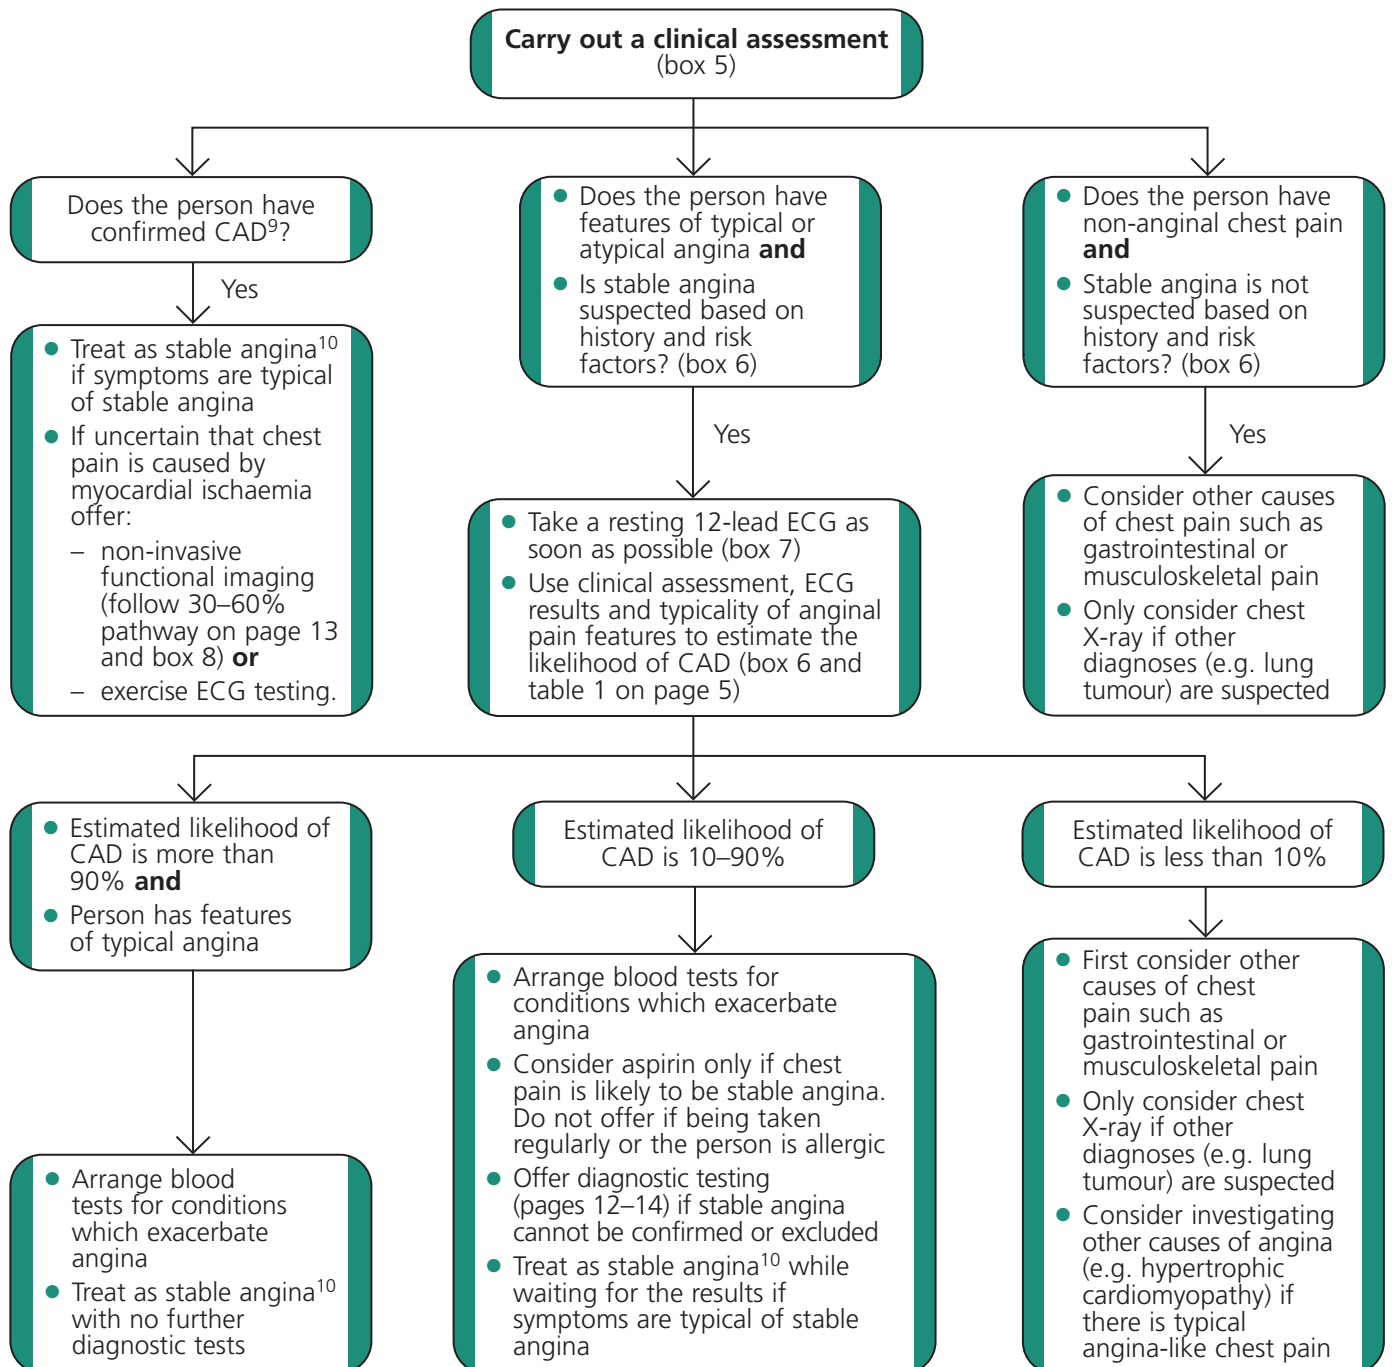 Carry out a clinical assessment
(box 5)
Does the person have
confirmed CAD⁹?
Yes
● Treat as stable angina¹⁰
if symptoms are typical
of stable angina
● If uncertain that chest
pain is caused by
myocardial ischaemia
offer:
– non-invasive
functional imaging
(follow 30–60%
pathway on page 13
and box 8) or
– exercise ECG testing.
● Does the person have
features of typical or
atypical angina and
● Is stable angina
suspected based on
history and risk
factors? (box 6)
Yes
● Take a resting 12-lead ECG as
soon as possible (box 7)
● Use clinical assessment, ECG
results and typicality of anginal
pain features to estimate the
likelihood of CAD (box 6 and
table 1 on page 5)
● Does the person have
non-anginal chest pain
and
● Stable angina is not
suspected based on
history and risk
factors? (box 6)
Yes
● Consider other causes
of chest pain such as
gastrointestinal or
musculoskeletal pain
● Only consider chest
X-ray if other
diagnoses (e.g. lung
tumour) are suspected
● Estimated likelihood of
CAD is more than
90% and
● Person has features
of typical angina
● Arrange blood
tests for conditions
which exacerbate
angina
● Treat as stable angina¹⁰
with no further
diagnostic tests
Estimated likelihood of
CAD is 10–90%
● Arrange blood tests for
conditions which exacerbate
angina
● Consider aspirin only if chest
pain is likely to be stable angina.
Do not offer if being taken
regularly or the person is allergic
● Offer diagnostic testing
(pages 12–14) if stable angina
cannot be confirmed or excluded
● Treat as stable angina¹⁰ while
waiting for the results if
symptoms are typical of stable
angina
Estimated likelihood of
CAD is less than 10%
● First consider other
causes of chest
pain such as
gastrointestinal or
musculoskeletal pain
● Only consider chest
X-ray if other
diagnoses (e.g. lung
tumour) are suspected
● Consider investigating
other causes of angina
(e.g. hypertrophic
cardiomyopathy) if
there is typical
angina-like chest pain